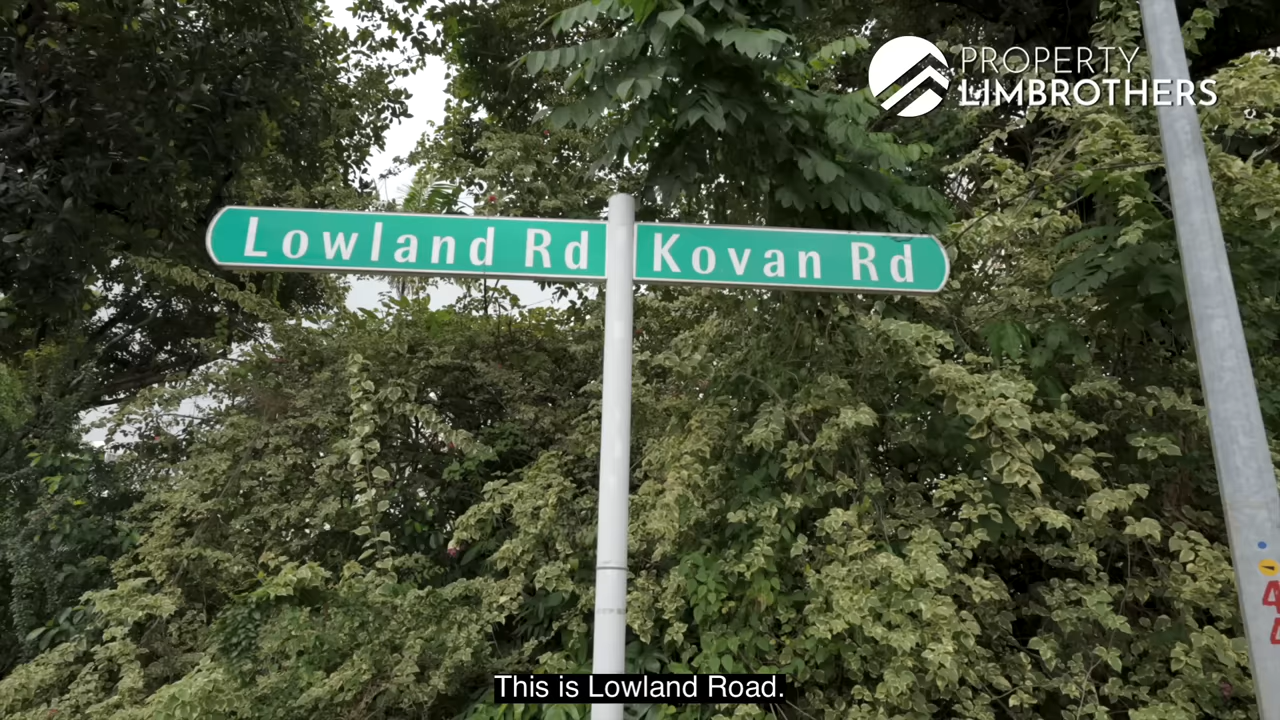 PROPERTY
LIMBROTHERS
Lowland Rd
Kovan Rd
This is Lowland Road.